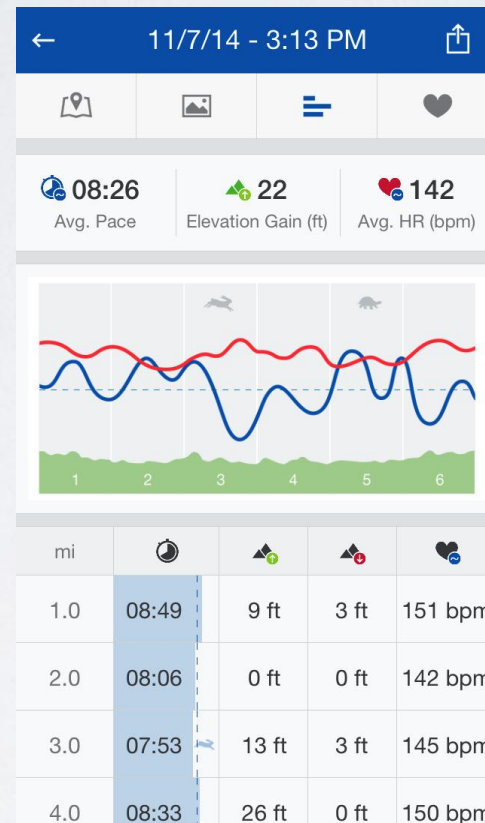 11/7/14 - 3:13 PM
08:26 22 142
Avg. Pace Elevation Gain (ft) Avg. HR (bpm)
1 2 3 4 5 6
mi
1.0 08:49 9 ft 3 ft 151 bpm
2.0 08:06 0 ft 0 ft 142 bpm
3.0 07:53 13 ft 3 ft 145 bpm
4.0 08:33 26 ft 0 ft 150 bpm